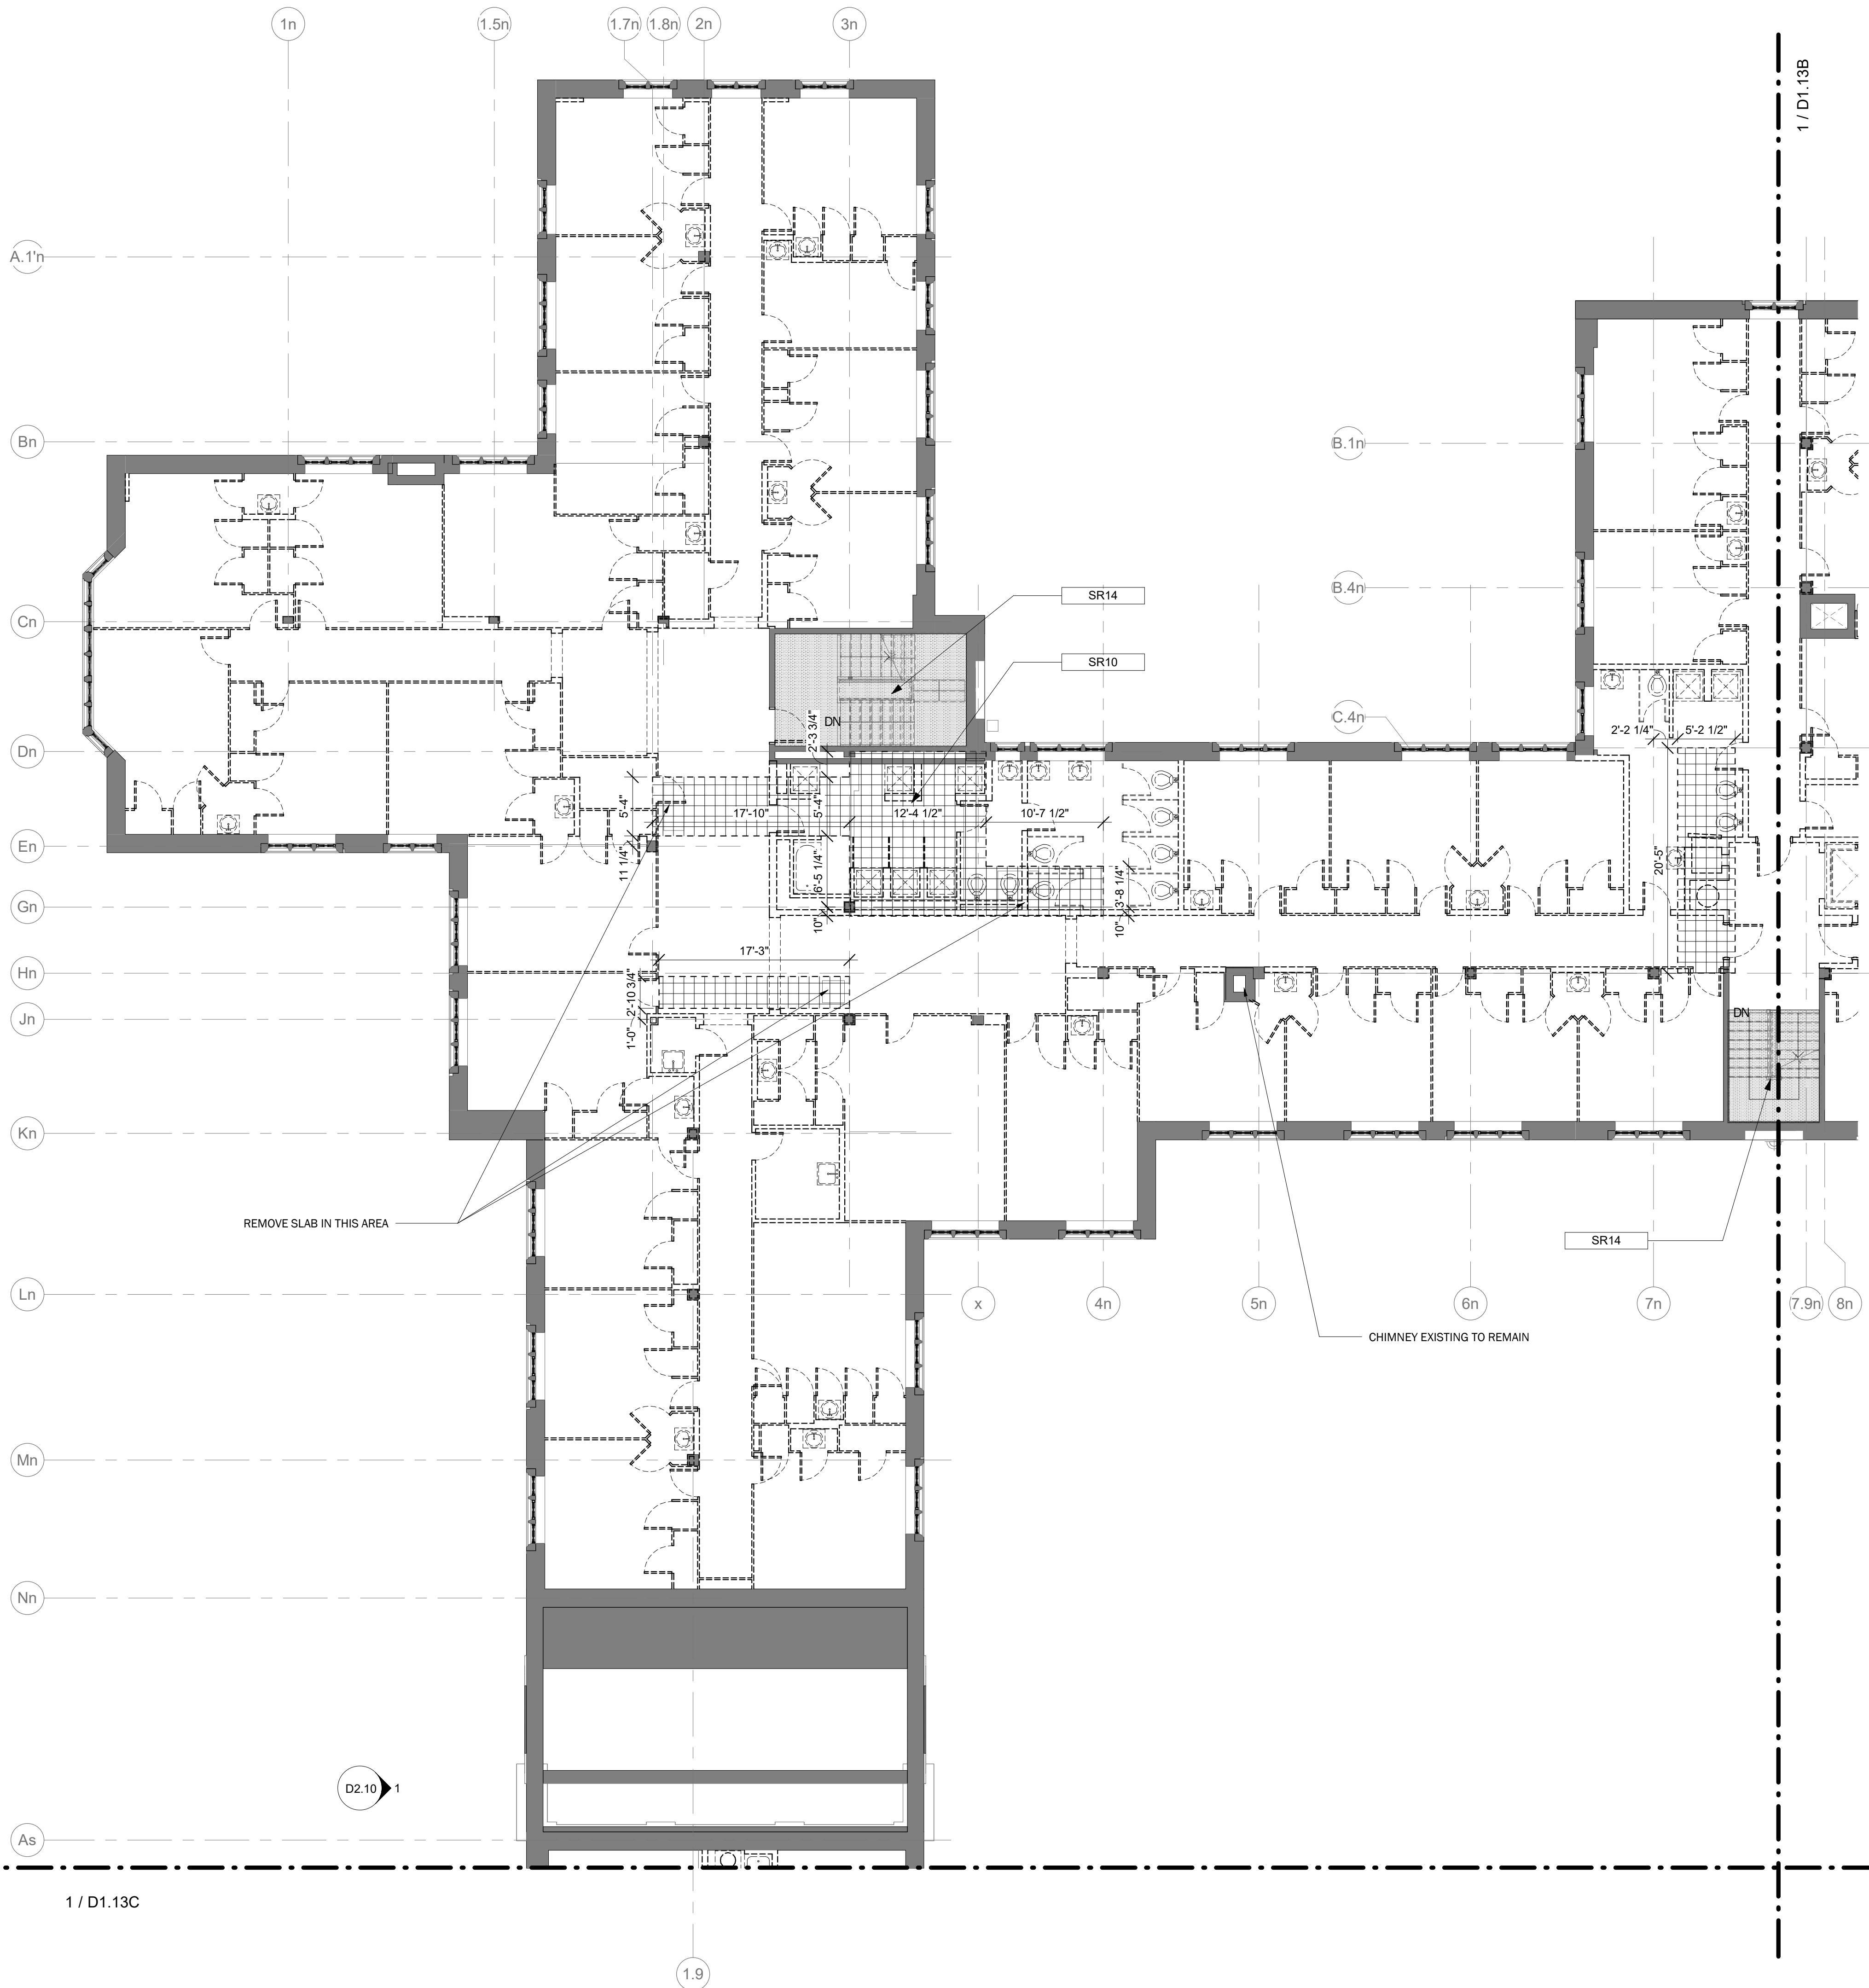 1n
1.5n
1.7n
1.8n
2n
3n
1 / D1.13B
A.1'n
Bn
B.1n
B.4n
SR14
Cn
SR10
C.4n
DN
2'-3 3/4"
2'-2 1/4"
5'-2 1/2"
Dn
5'-4"
17'-10"
5'-4"
12'-4 1/2"
10'-7 1/2"
En
11 1/4"
6'-5 1/4"
3'-8 1/4"
20'-5"
Gn
10"
10"
17'-3"
Hn
2'-10 3/4"
Jn
1'-0"
DN
Kn
REMOVE SLAB IN THIS AREA
SR14
Ln
x
4n
5n
6n
7n
7.9n
8n
CHIMNEY EXISTING TO REMAIN
Mn
Nn
D2.10
1
As
1 / D1.13C
1.9